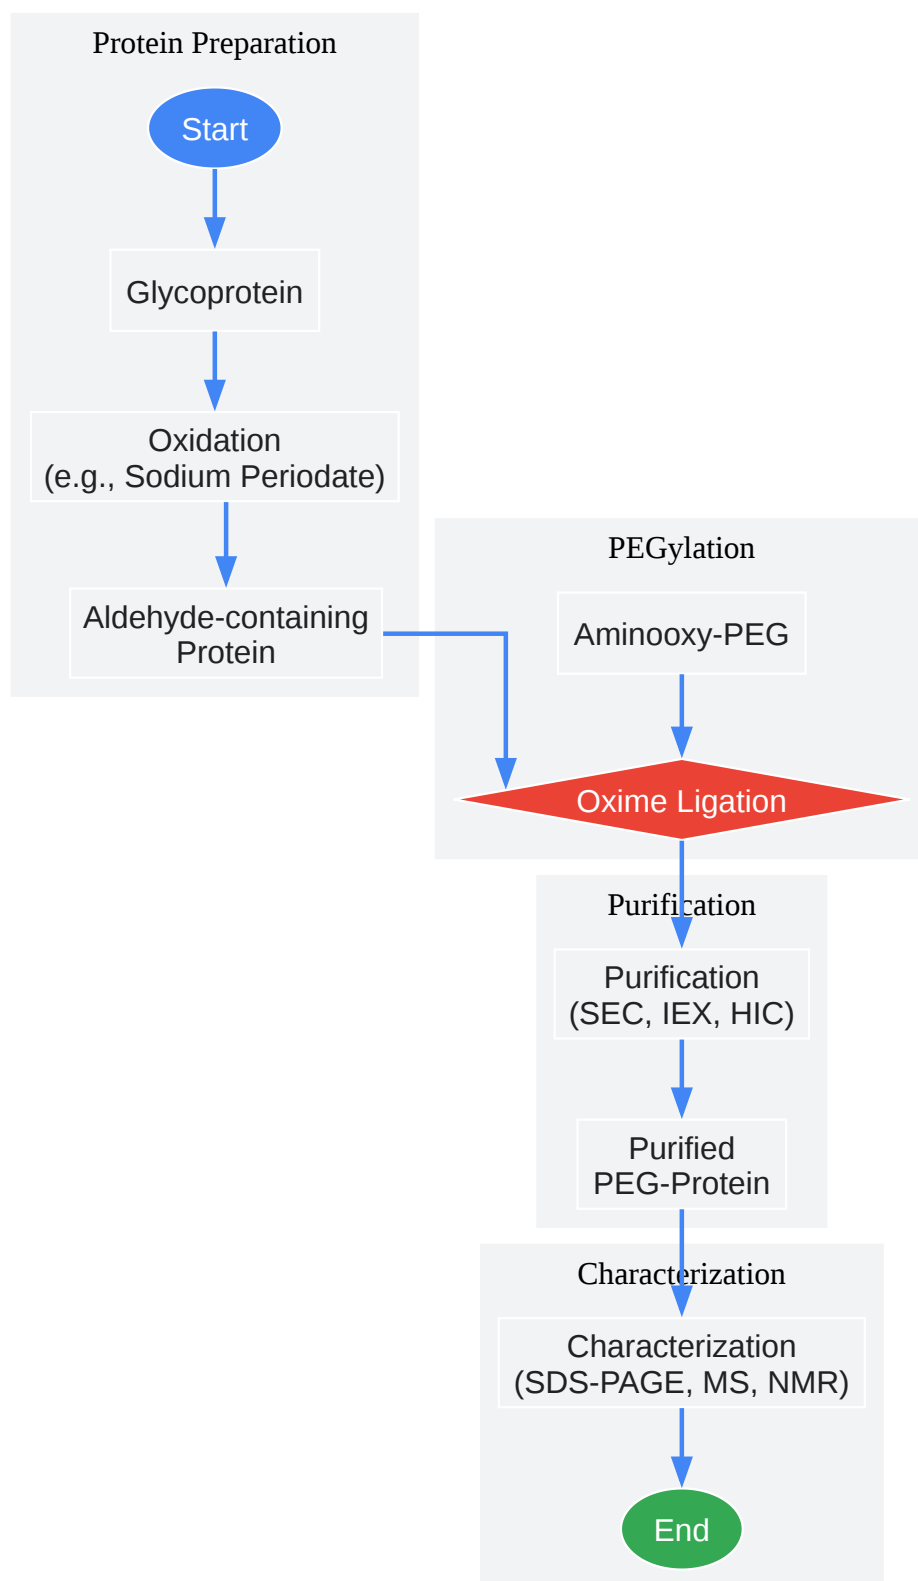 Protein Preparation
Start
Glycoprotein
Oxidation
(e.g., Sodium Periodate)
Aldehyde-containing
Protein
PEGylation
Aminooxy-PEG
Oxime Ligation
Purification
Purification
(SEC, IEX, HIC)
Purified
PEG-Protein
Characterization
Characterization
(SDS-PAGE, MS, NMR)
End